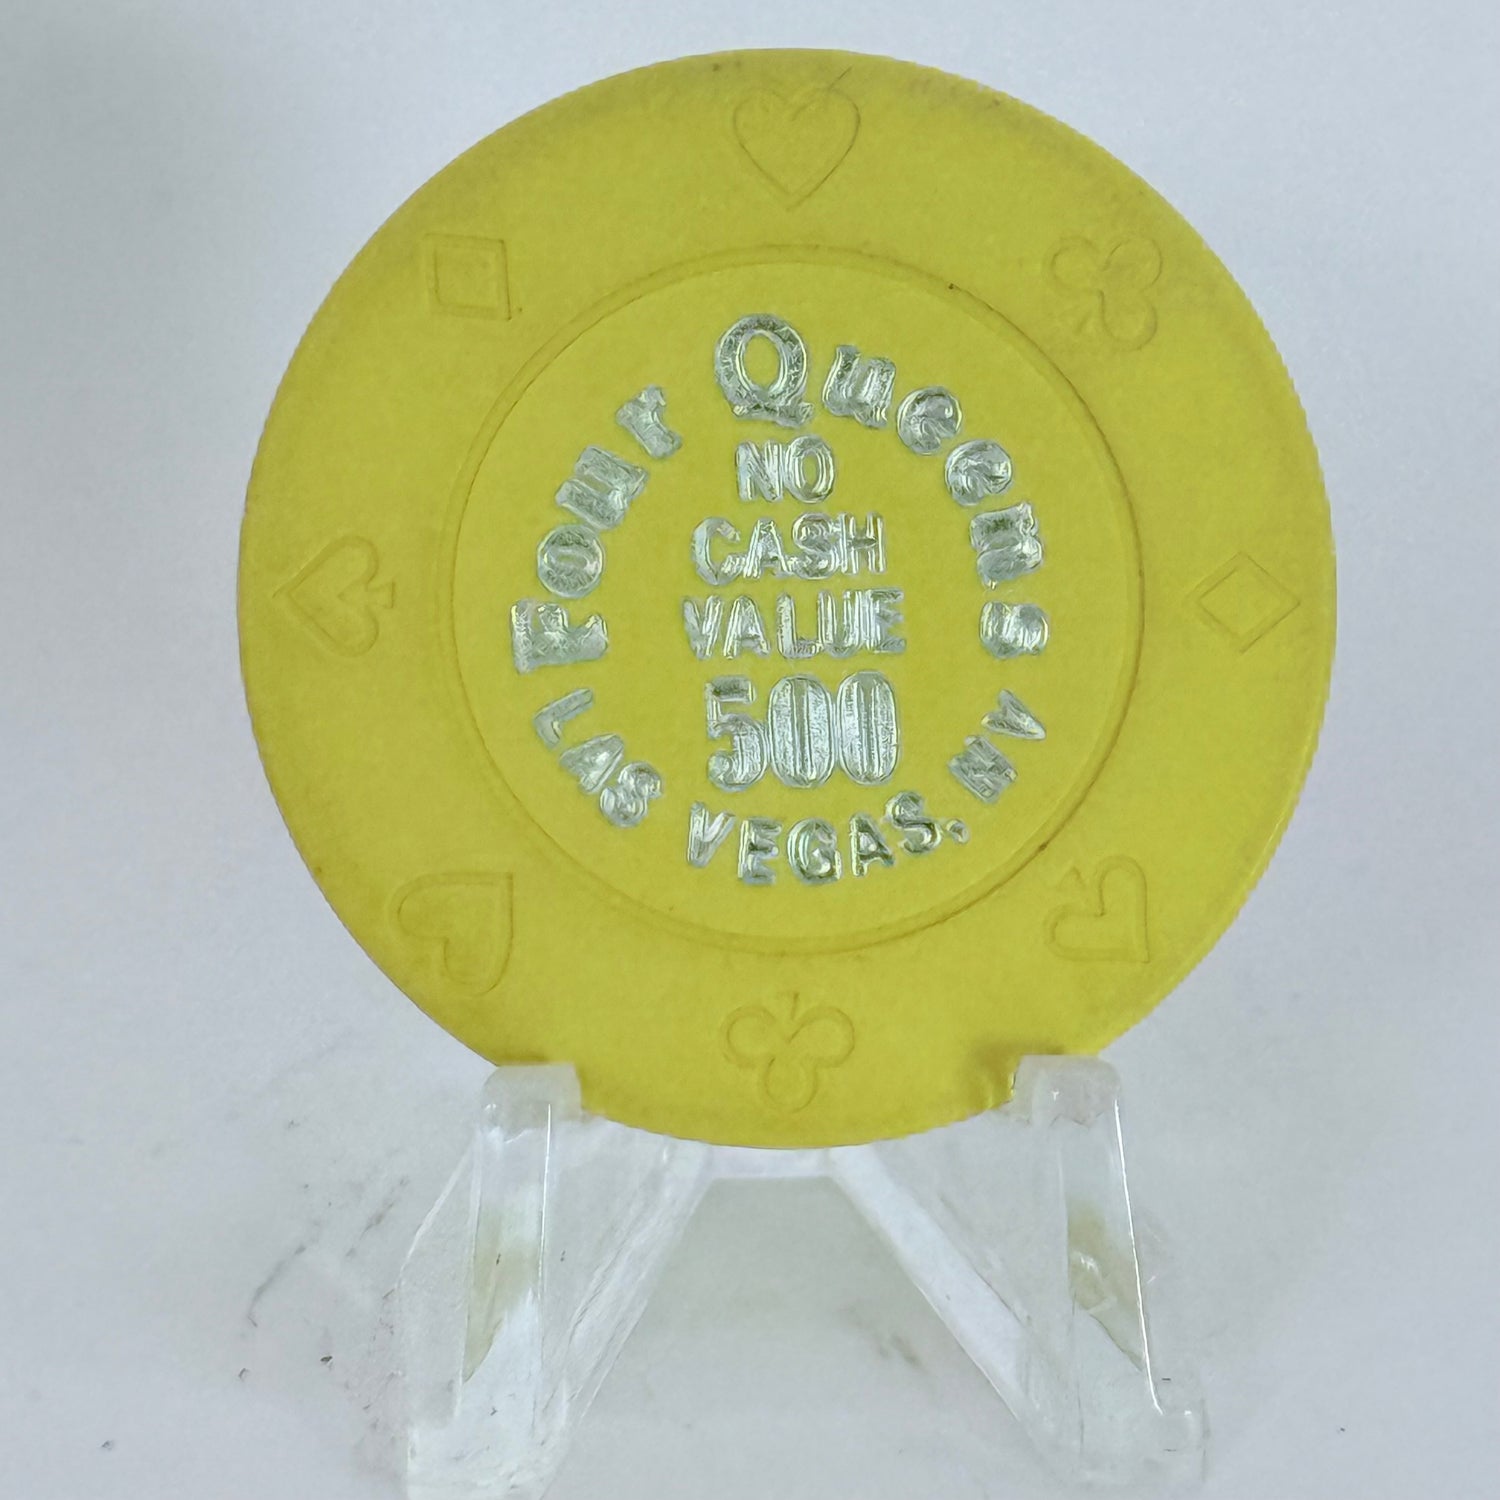 Four Queens
NO
CASH
VALUE
500
LAS VEGAS, NV